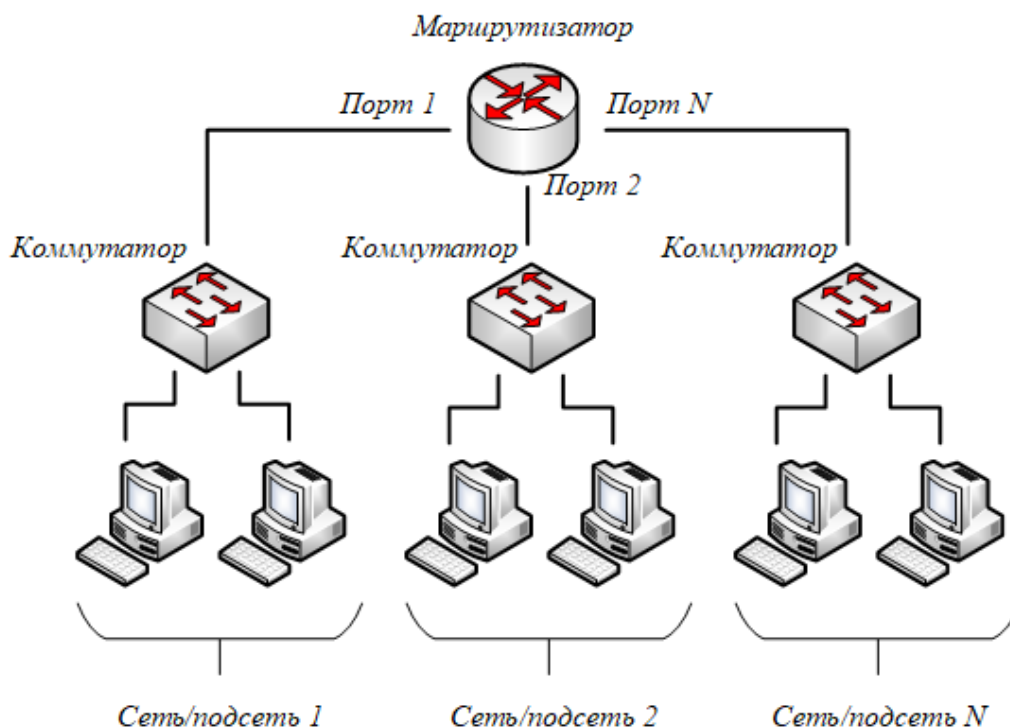 Маршрутизатор
Порт 1
Порт N
Порт 2
Коммутатор
Коммутатор
Коммутатор
Сеть/подсеть 1
Сеть/подсеть 2
Сеть/подсеть N